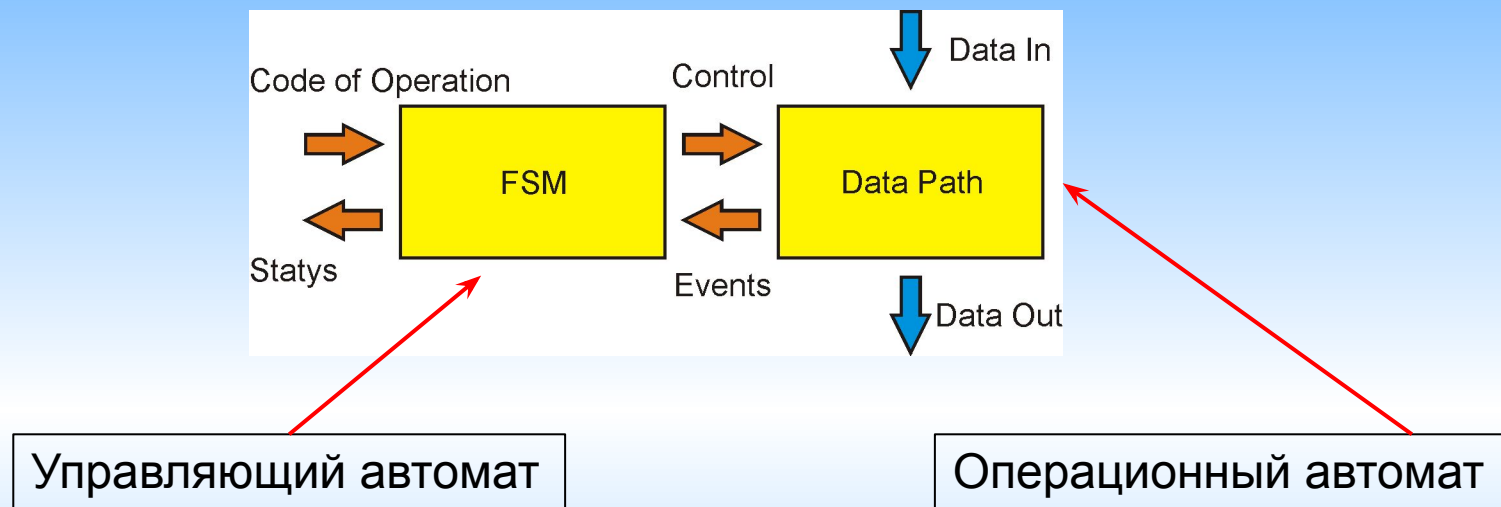 Data In
Code of Operation
Control
FSM
Data Path
Statys
Events
Data Out
Управляющий автомат
Операционный автомат